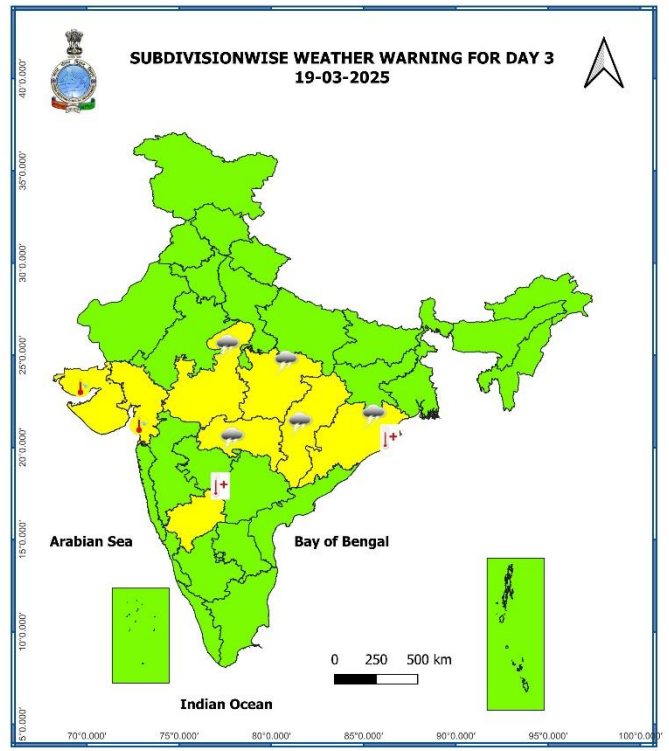 SUBDIVISIONWISE WEATHER WARNING FOR DAY 3
19-03-2025
40°0.000'
35°0.000'
30°0.000'
25°0.000'
20°0.000'
15°0.000'
10°0.000'
5°0.000'
Arabian Sea
Bay of Bengal
0 250 500 km
Indian Ocean
70°0.000' 75°0.000' 80°0.000' 85°0.000' 90°0.000' 95°0.000' 100°0.000'